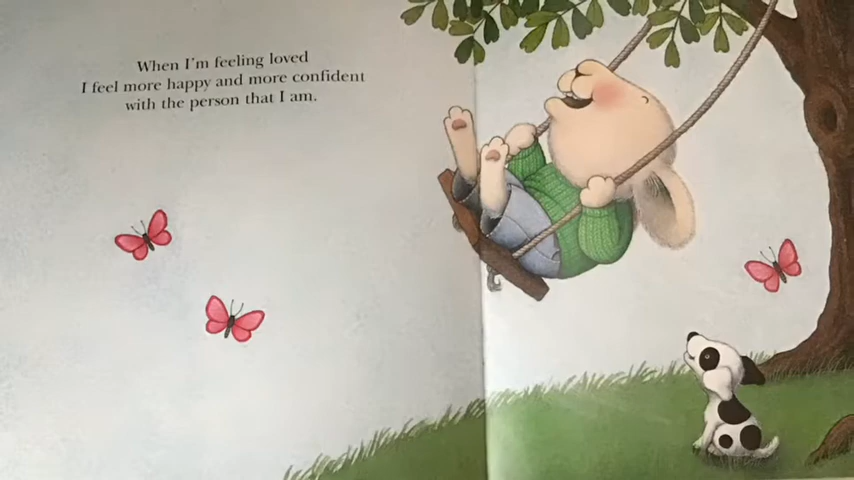 When I'm feeling loved
I feel more happy and more confident
with the person that I am.